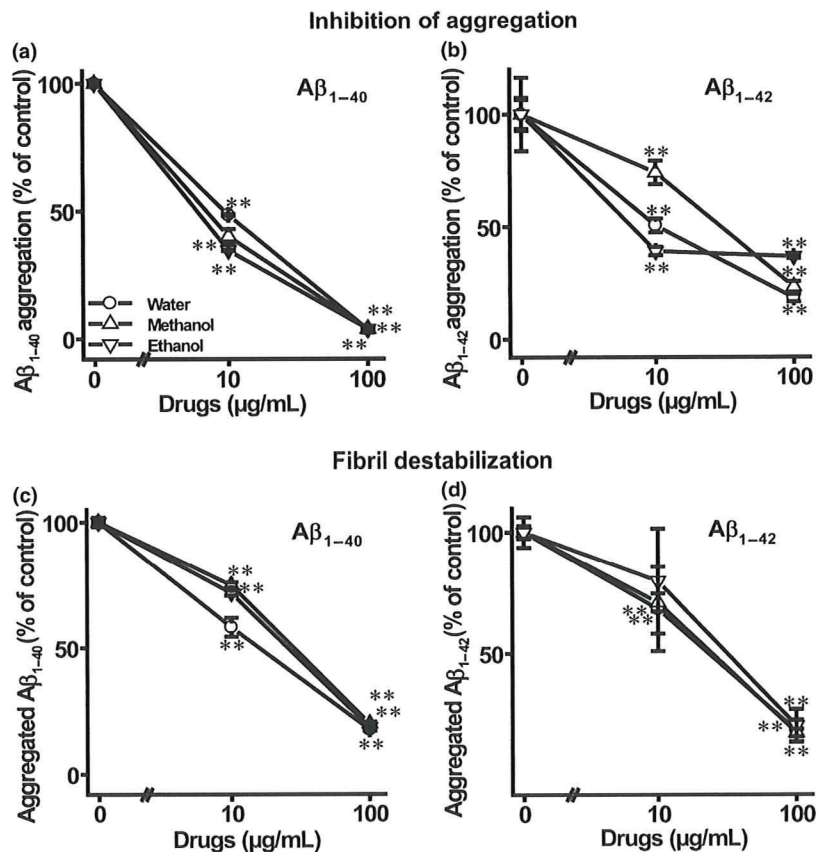 Inhibition of aggregation
(a)
Aβ1–40
Aβ1–40 aggregation (% of control)
100
50
0
**
**
**
**
**
**
Water
Methanol
Ethanol
0
10
100
Drugs (µg/mL)
(b)
Aβ1–42
Aβ1–42 aggregation (% of control)
100
50
0
**
**
**
**
**
**
0
10
100
Drugs (µg/mL)
Fibril destabilization
(c)
Aβ1–40
Aggregated Aβ1–40 (% of control)
100
50
0
**
**
**
**
**
**
0
10
100
Drugs (µg/mL)
(d)
Aβ1–42
Aggregated Aβ1–42 (% of control)
100
50
**
**
**
**
**
0
10
100
Drugs (µg/mL)